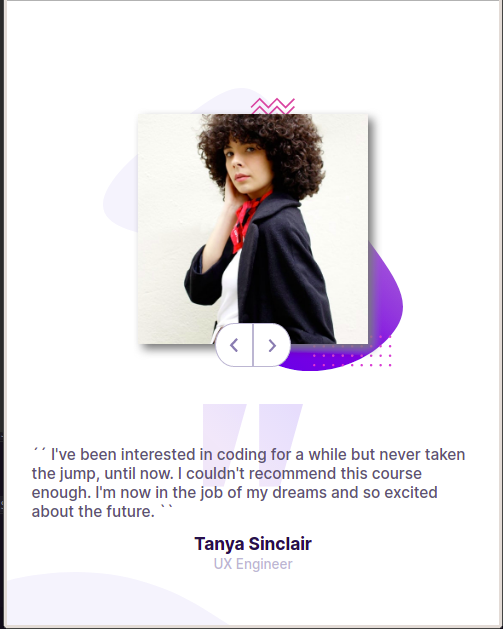 ´´ I've been interested in coding for a while but never taken
the jump, until now. I couldn't recommend this course
enough. I'm now in the job of my dreams and so excited
about the future. ``
Tanya Sinclair
UX Engineer